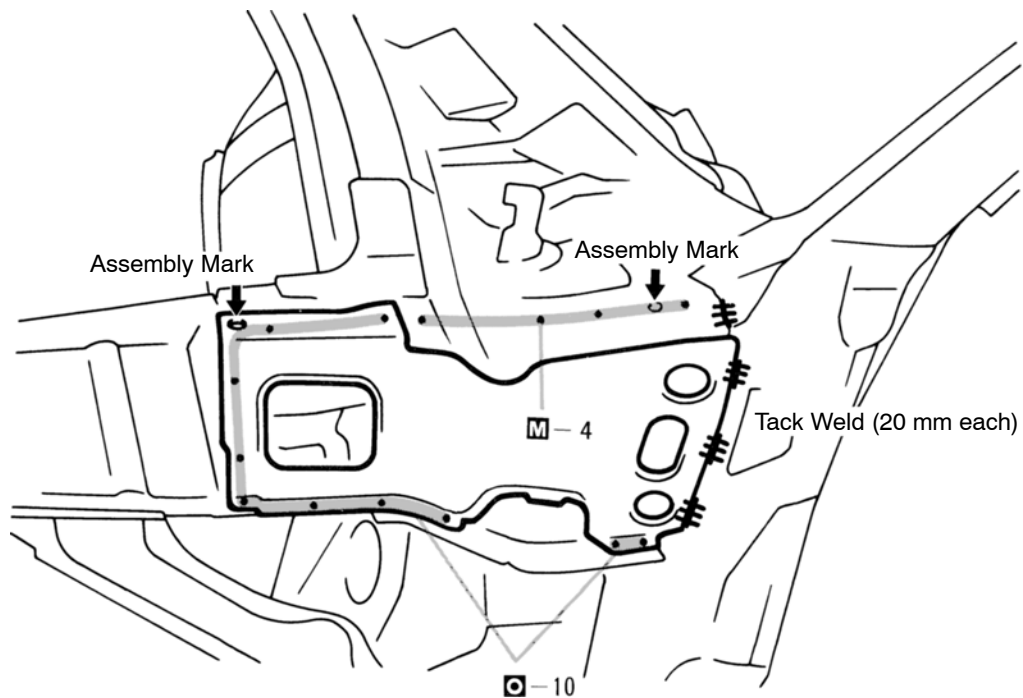 Assembly Mark
Assembly Mark
M – 4
Tack Weld (20 mm each)
– 10